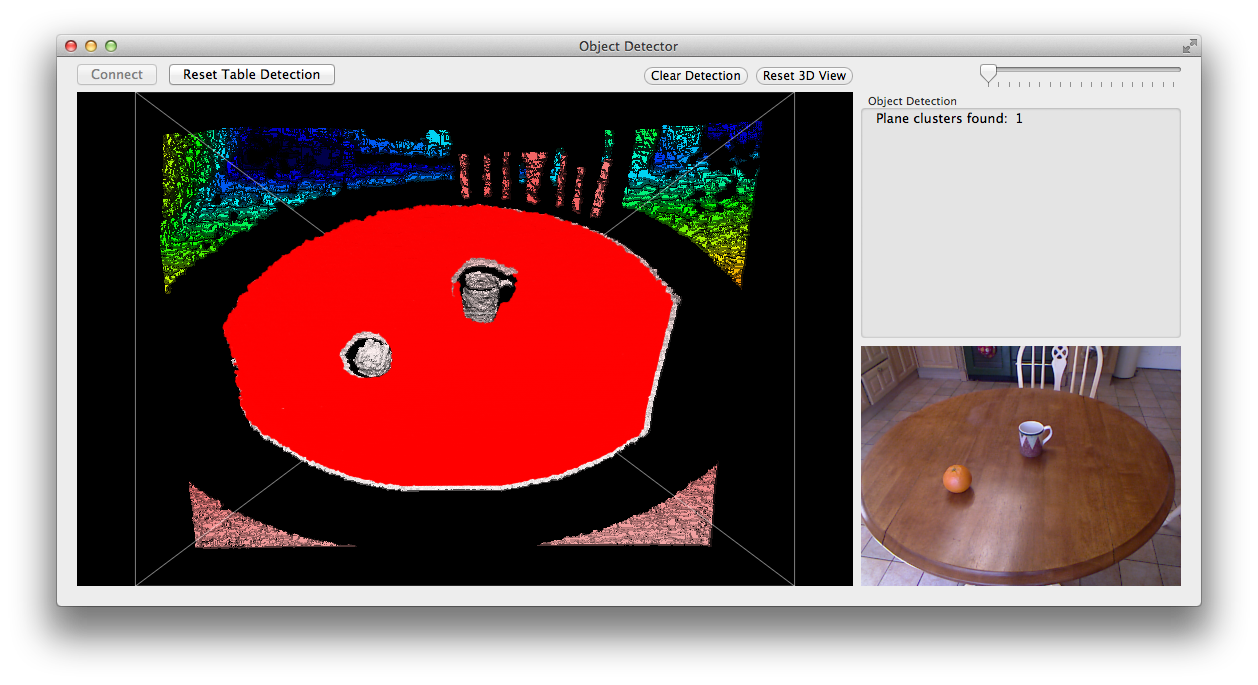 Object Detector
Connect
Reset Table Detection
Clear Detection
Reset 3D View
Object Detection
Plane clusters found: 1